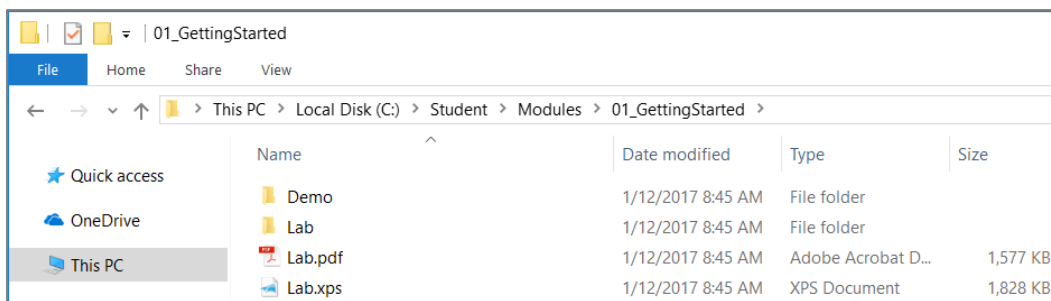 01_GettingStarted
File Home Share View
This PC > Local Disk (C:) > Student > Modules > 01_GettingStarted >
Name Date modified Type Size
Quick access
Demo 1/12/2017 8:45 AM File folder
OneDrive
Lab 1/12/2017 8:45 AM File folder
This PC
Lab.pdf 1/12/2017 8:45 AM Adobe Acrobat D... 1,577 KB
Lab.xps 1/12/2017 8:45 AM XPS Document 1,828 KB